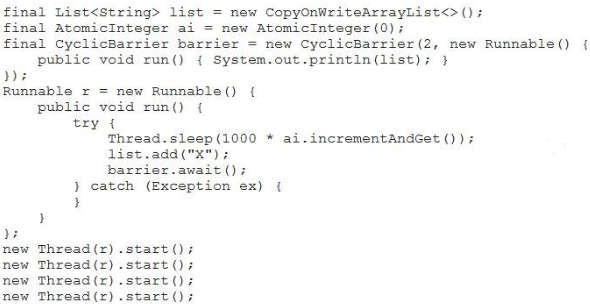 final List<String> list = new CopyOnWriteArrayList<>();
final AtomicInteger ai = new AtomicInteger(0);
final CyclicBarrier barrier = new CyclicBarrier(2, new Runnable() {
    public void run() { System.out.println(list); }
});
Runnable r = new Runnable() {
    public void run() {
        try {
            Thread.sleep(1000 * ai.incrementAndGet());
            list.add("X");
            barrier.await();
        } catch (Exception ex) {
        }
    }
};
new Thread(r).start();
new Thread(r).start();
new Thread(r).start();
new Thread(r).start();